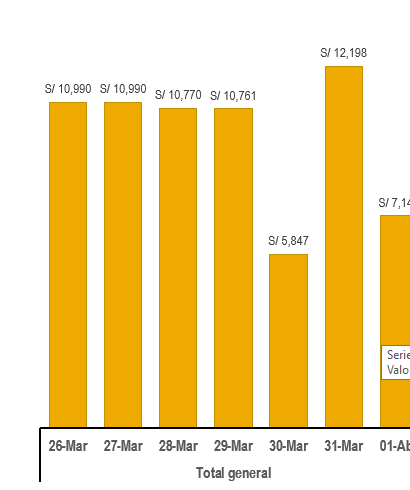 S/ 12,198
S/ 10,990 S/ 10,990 S/ 10,770 S/ 10,761
S/ 5,847
Valo
26-Mar 27-Mar 28-Mar 29-Mar 30-Mar 31-Mar
Total general